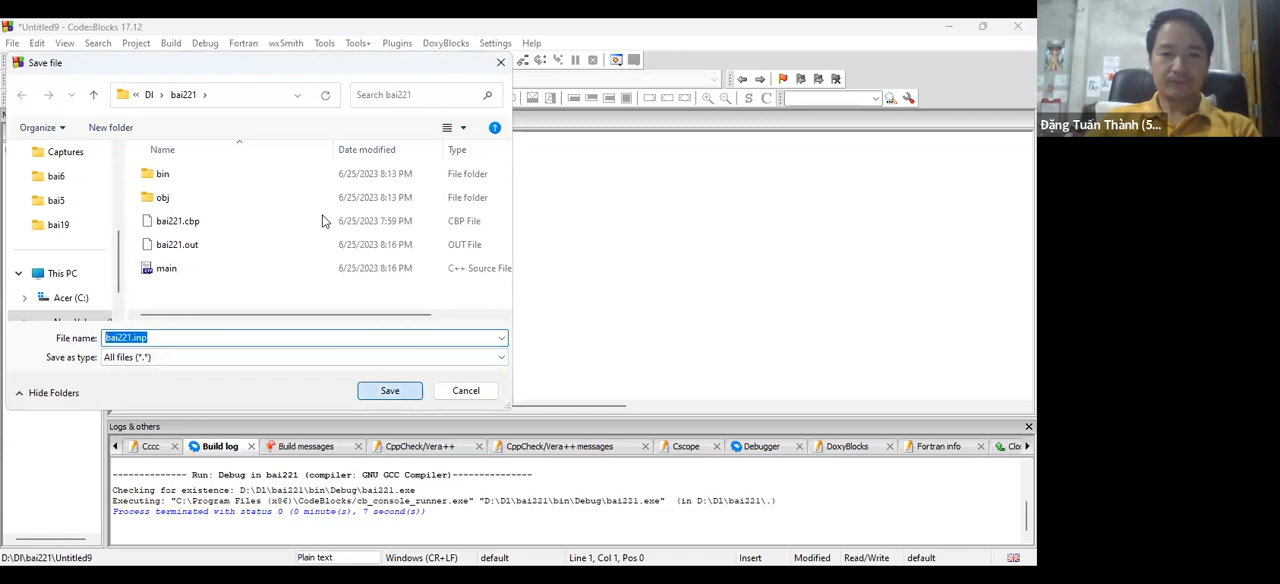 *Untitled9 - Code::Blocks 17.12
File Edit View Search Project Build Debug Fortran wxSmith Tools Tools+ Plugins DoxyBlocks Settings Help
Save file
« DI › bai221 ›
Search bai221
Organize
New folder
Name Date modified Type
Captures
bai6
bai5
bai19
This PC
Acer (C:)
bin 6/25/2023 8:13 PM File folder
obj 6/25/2023 8:13 PM File folder
bai221.cbp 6/25/2023 7:59 PM CBP File
bai221.out 6/25/2023 8:16 PM OUT File
main 6/25/2023 8:16 PM C++ Source File
File name: bai221.inp
Save as type: All files (*.*)
Hide Folders
Save
Cancel
S C
Đặng Tuấn Thành (5...
Logs & others
Cccc Build log Build messages CppCheck/Vera++ CppCheck/Vera++ messages Cscope Debugger DoxyBlocks Fortran info Clos
-------------- Run: Debug in bai221 (compiler: GNU GCC Compiler)---------------
Checking for existence: D:\DI\bai221\bin\Debug\bai221.exe
Executing: "C:\Program Files (x86)\CodeBlocks/cb_console_runner.exe" "D:\DI\bai221\bin\Debug\bai221.exe" (in D:\DI\bai221\.)
Process terminated with status 0 (0 minute(s), 7 second(s))
D:\DI\bai221\Untitled9 Plain text Windows (CR+LF) default Line 1, Col 1, Pos 0 Insert Modified Read/Write default